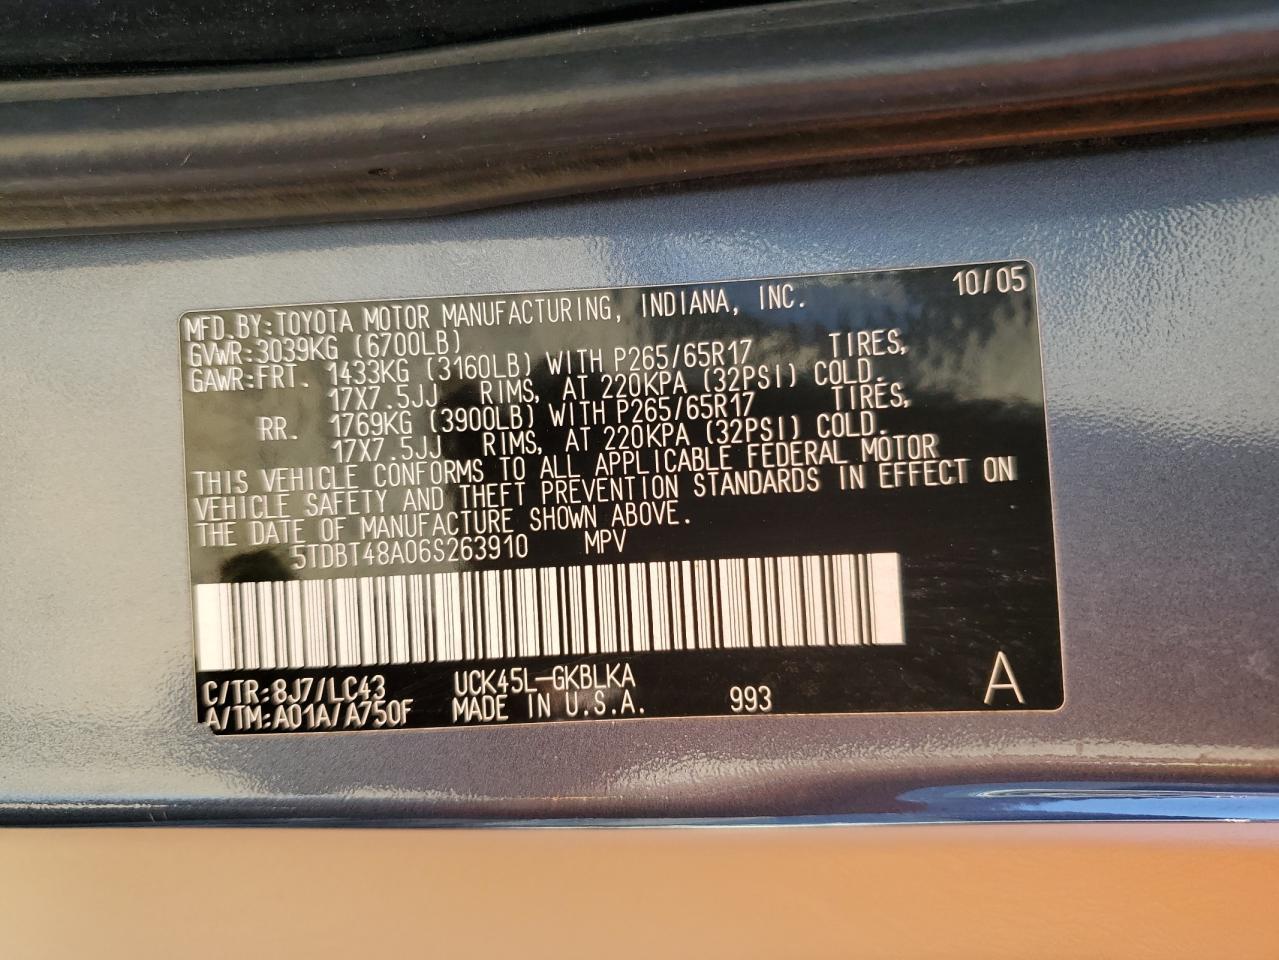 10/05
MFD.BY:TOYOTA MOTOR MANUFACTURING, INDIANA, INC.
GVWR:3039KG (6700LB)
GAWR:FRT. 1433KG (3160LB) WITH P265/65R17 TIRES,
17X7.5JJ RIMS, AT 220KPA (32PSI) COLD.
RR. 1769KG (3900LB) WITH P265/65R17 TIRES,
17X7.5JJ RIMS, AT 220KPA (32PSI) COLD.
THIS VEHICLE CONFORMS TO ALL APPLICABLE FEDERAL MOTOR
VEHICLE SAFETY AND THEFT PREVENTION STANDARDS IN EFFECT ON
THE DATE OF MANUFACTURE SHOWN ABOVE.
5TDBT48A06S263910 MPV
C/TR:8J7/LC43 UCK45L-GKBLKA
A/TM:A01A/A750F MADE IN U.S.A. 993 A